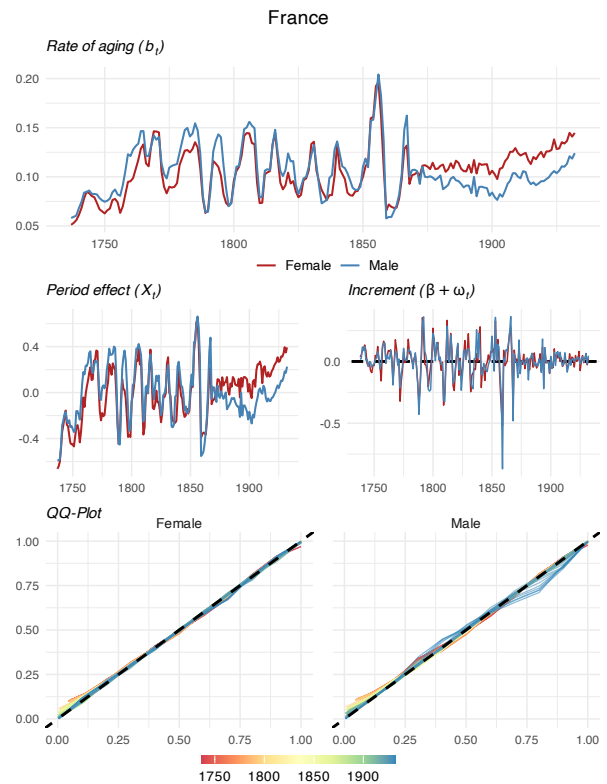 France
Rate of aging (bₜ)
0.20
0.15
0.10
0.05
1750 1800 1850 1900
Female Male
Period effect (Xₜ) Increment (β + ωₜ)
0.4
0.0
-0.4
1750 1800 1850 1900
0.0
-0.5
1750 1800 1850 1900
QQ-Plot
Female Male
1.00
0.75
0.50
0.25
0.00
0.00 0.25 0.50 0.75 1.00 0.00 0.25 0.50 0.75 1.00
1750 1800 1850 1900